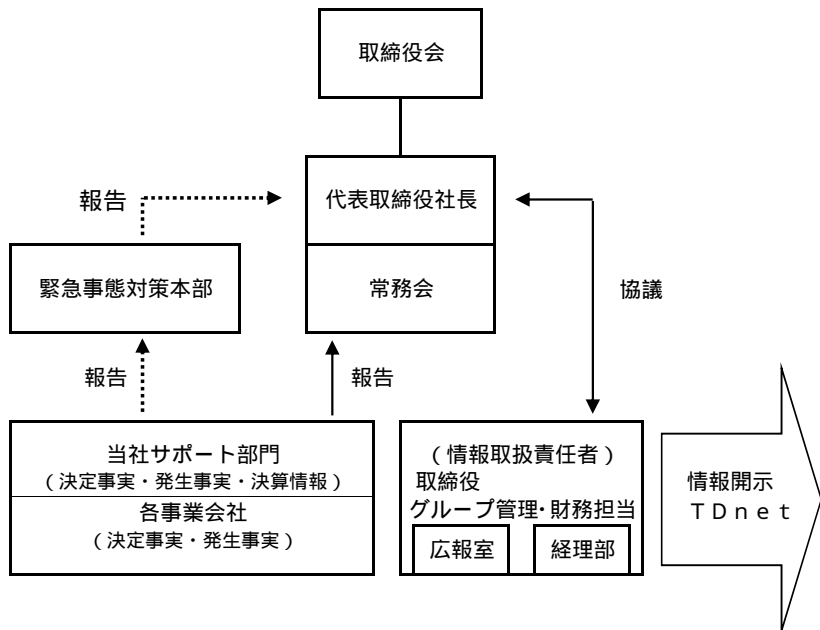 取締役会
代表取締役社長
常務会
報告
緊急事態対策本部
協議
報告
報告
当社サポート部門
（決定事実・発生事実・決算情報）
各事業会社
（決定事実・発生事実）
（情報取扱責任者）
取締役
グループ管理・財務担当
広報室
経理部
情報開示
ＴＤｎｅｔ